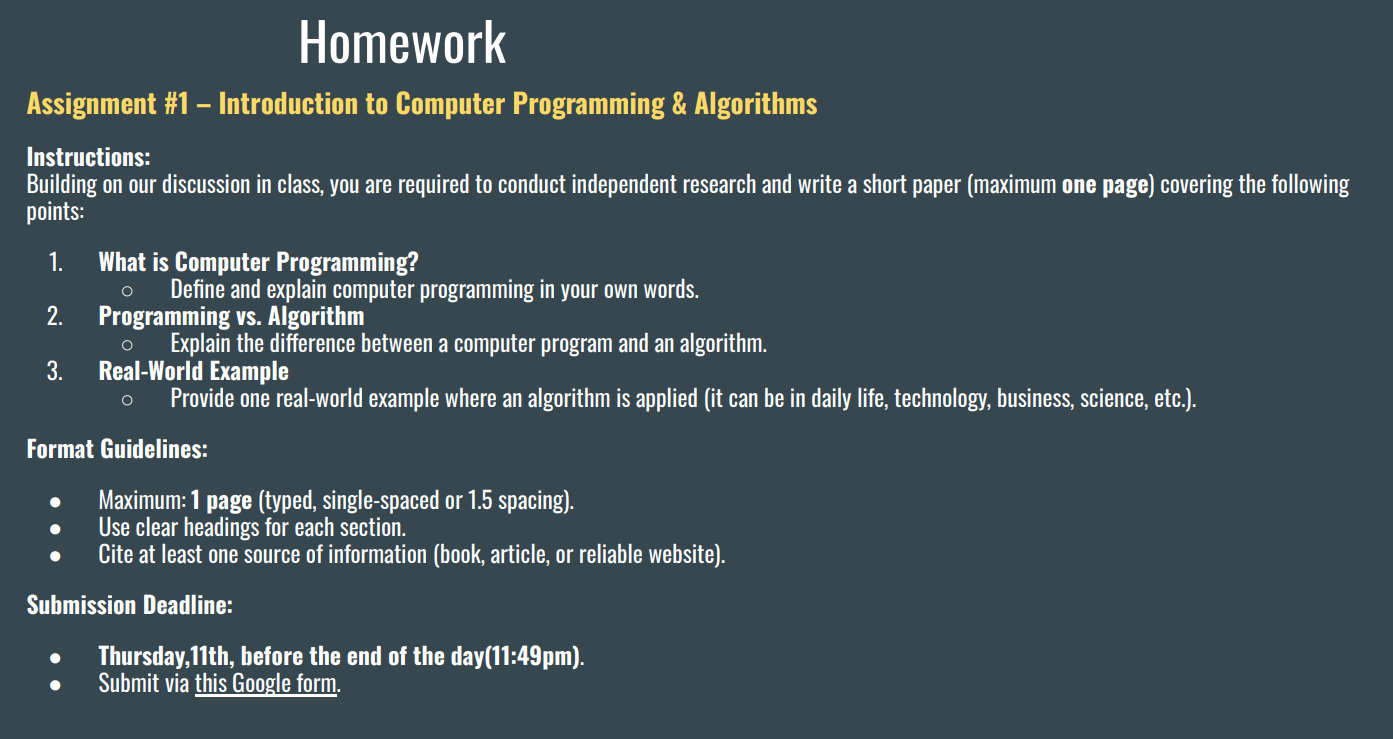 Homework
Assignment #1 – Introduction to Computer Programming & Algorithms
Instructions:
Building on our discussion in class, you are required to conduct independent research and write a short paper (maximum one page) covering the following
points:
1. What is Computer Programming?
○ Define and explain computer programming in your own words.
2. Programming vs. Algorithm
○ Explain the difference between a computer program and an algorithm.
3. Real-World Example
○ Provide one real-world example where an algorithm is applied (it can be in daily life, technology, business, science, etc.).
Format Guidelines:
● Maximum: 1 page (typed, single-spaced or 1.5 spacing).
● Use clear headings for each section.
● Cite at least one source of information (book, article, or reliable website).
Submission Deadline:
● Thursday,11th, before the end of the day(11:49pm).
● Submit via this Google form.